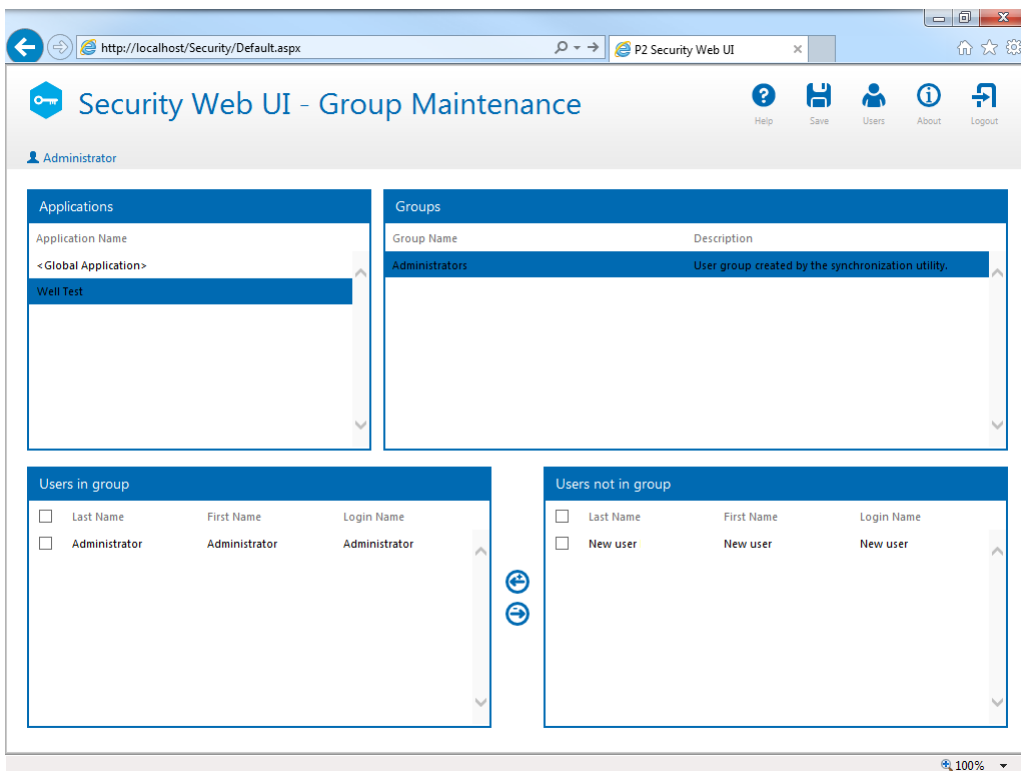 http://localhost/Security/Default.aspx
P2 Security Web UI
Security Web UI - Group Maintenance
Help Save Users About Logout
Administrator
Applications
Application Name
<Global Application>
Well Test
Groups
Group Name Description
Administrators User group created by the synchronization utility.
Users in group
Last Name First Name Login Name
Administrator Administrator Administrator
Users not in group
Last Name First Name Login Name
New user New user New user
100%